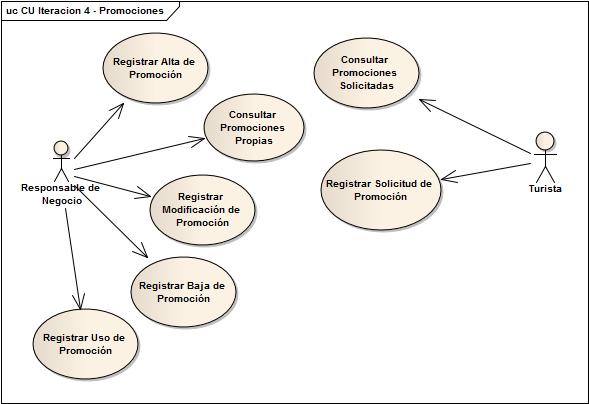 uc CU Iteracion 4 - Promociones
Registrar Alta de
Promoción
Consultar
Promociones
Solicitadas
Consultar
Promociones
Propias
Responsable de
Negocio
Registrar
Modificación de
Promoción
Registrar Solicitud de
Promoción
Turista
Registrar Baja de
Promoción
Registrar Uso de
Promoción